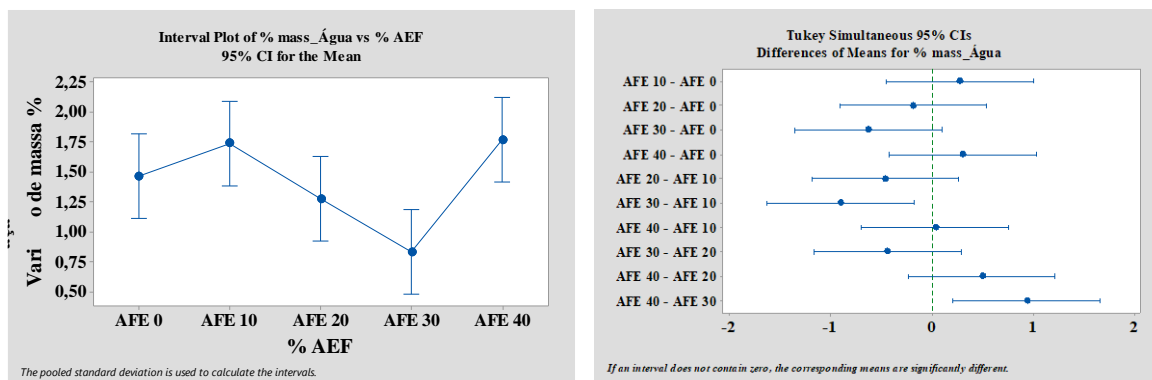 Interval Plot of % mass_Água vs % AEF
95% CI for the Mean
2,25
2,00
1,75
1,50
1,25
1,00
0,75
0,50
Vari
o de massa %
AFE 0 AFE 10 AFE 20 AFE 30 AFE 40
% AEF
The pooled standard deviation is used to calculate the intervals.
Tukey Simultaneous 95% CIs
Differences of Means for % mass_Água
AFE 10 - AFE 0
AFE 20 - AFE 0
AFE 30 - AFE 0
AFE 40 - AFE 0
AFE 20 - AFE 10
AFE 30 - AFE 10
AFE 40 - AFE 10
AFE 30 - AFE 20
AFE 40 - AFE 20
AFE 40 - AFE 30
-2 -1 0 1 2
If an interval does not contain zero, the corresponding means are significantly different.